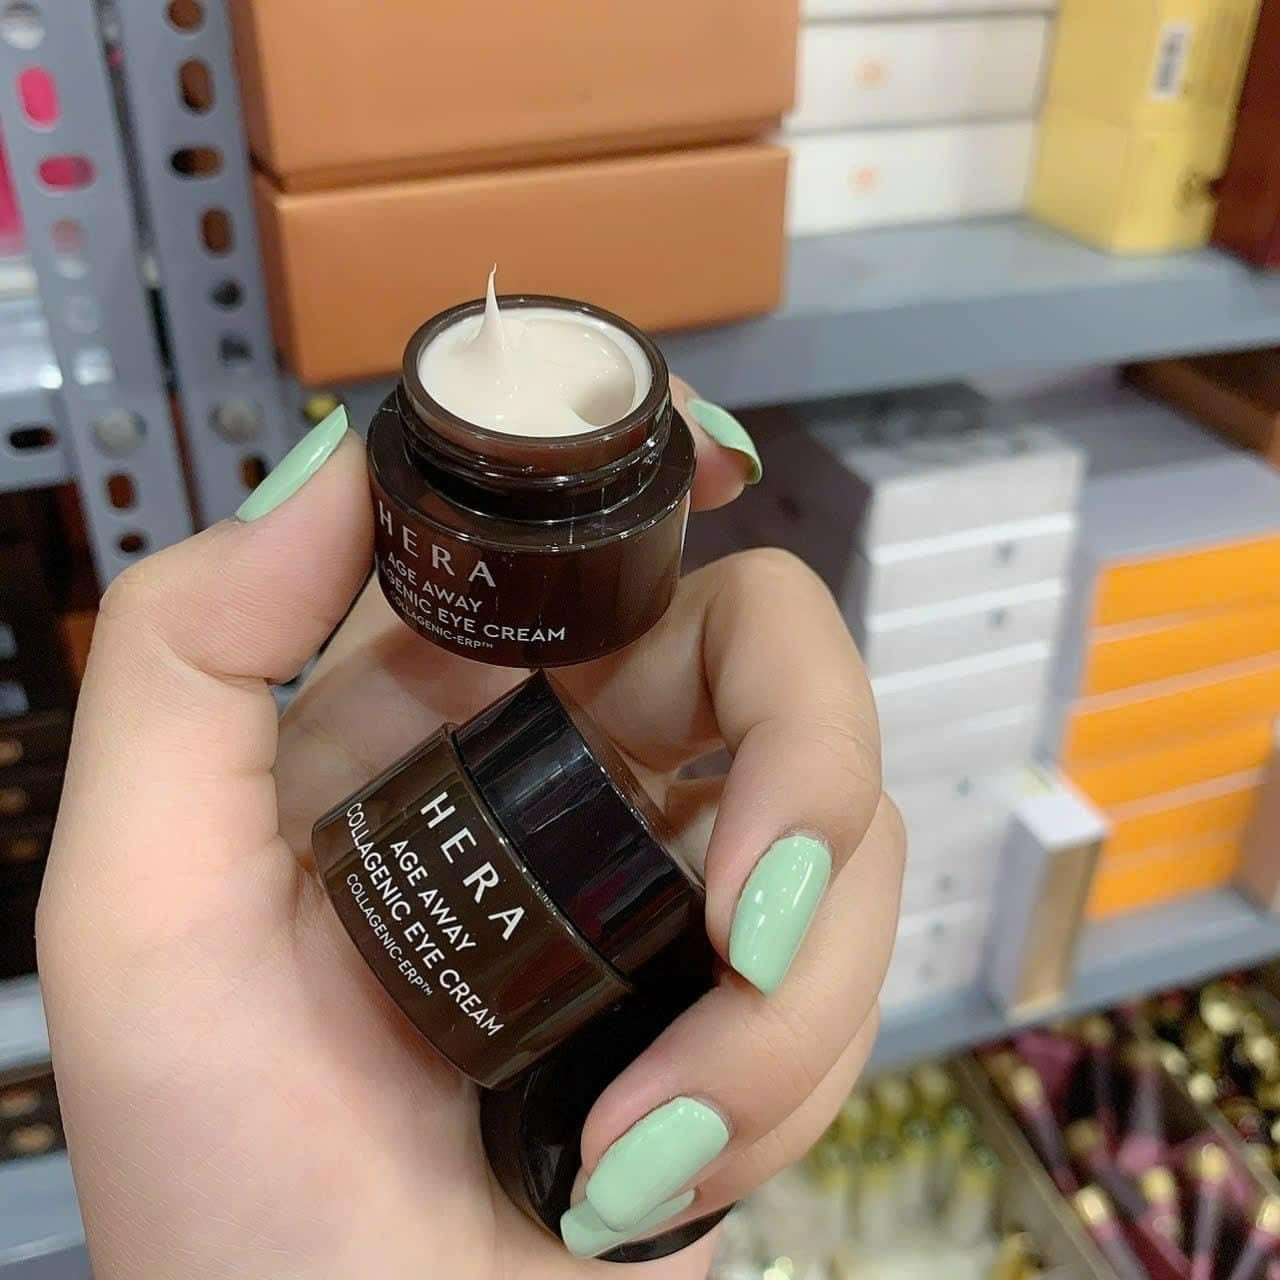 HERA
AGE AWAY
AGENIC EYE CREAM
COLLAGENIC-ERP™
HERA
AGE AWAY
COLLAGENIC EYE CREAM
COLLAGENIC-ERP™